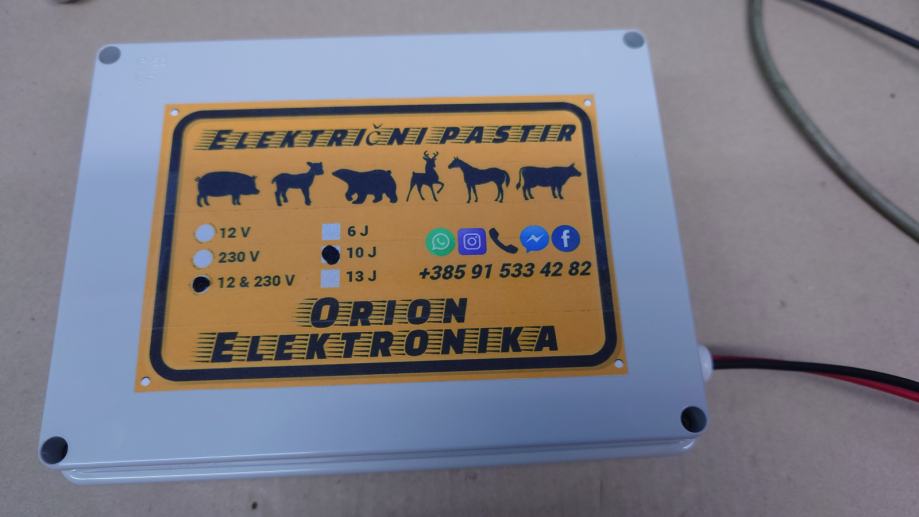 ELEKTRIČNI PASTIR
12 V
230 V
12 & 230 V
6 J
10 J
13 J
+385 91 533 42 82
ORION
ELEKTRONIKA